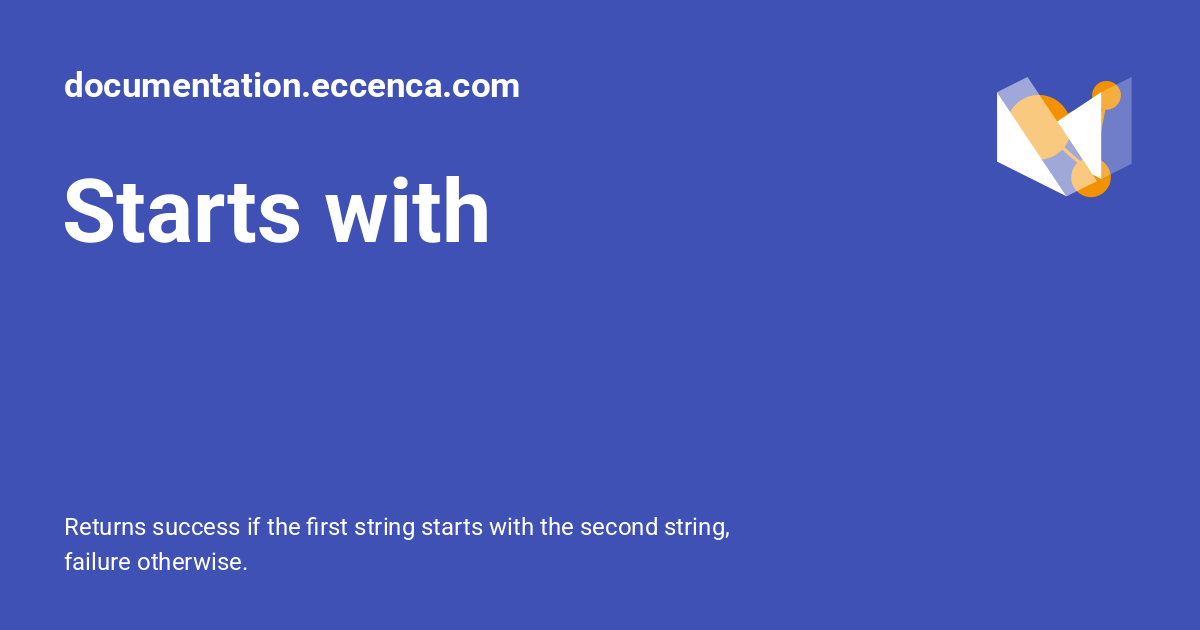 documentation.eccenca.com
Starts with
Returns success if the first string starts with the second string,
failure otherwise.